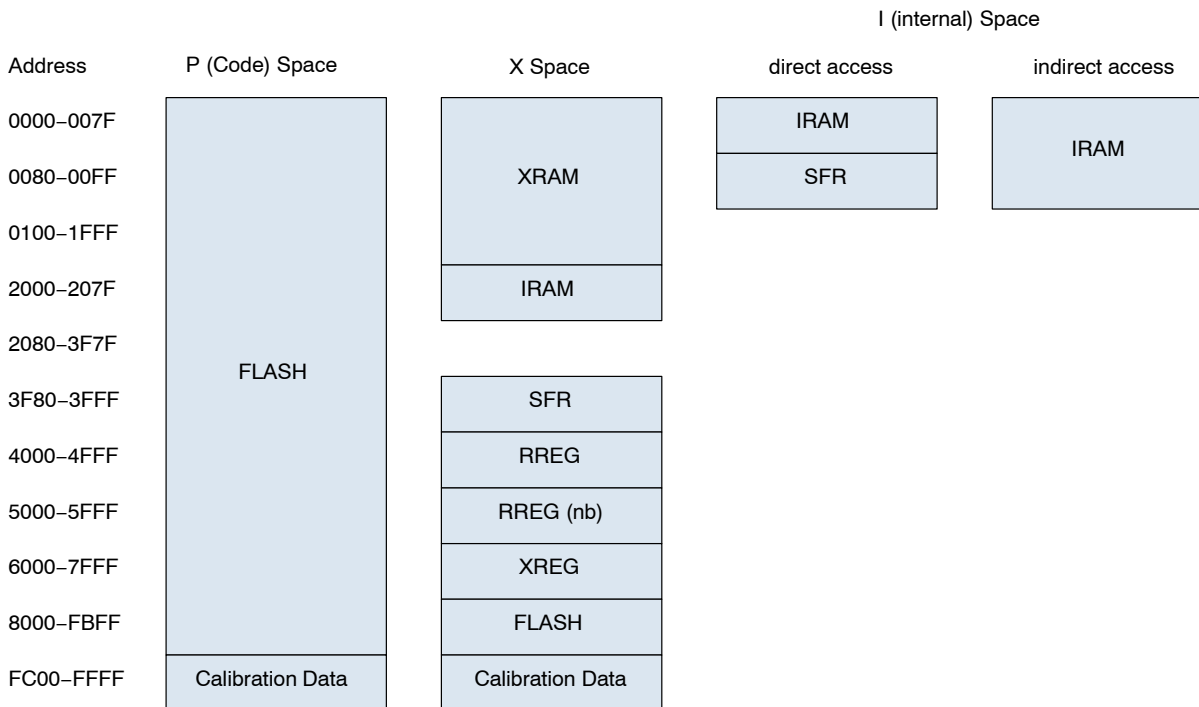 I (internal) Space
Address P (Code) Space X Space direct access indirect access
0000−007F IRAM
IRAM
0080−00FF XRAM SFR
0100−1FFF
2000−207F IRAM
2080−3F7F
FLASH
3F80−3FFF SFR
4000−4FFF RREG
5000−5FFF RREG (nb)
6000−7FFF XREG
8000−FBFF FLASH
FC00−FFFF Calibration Data Calibration Data